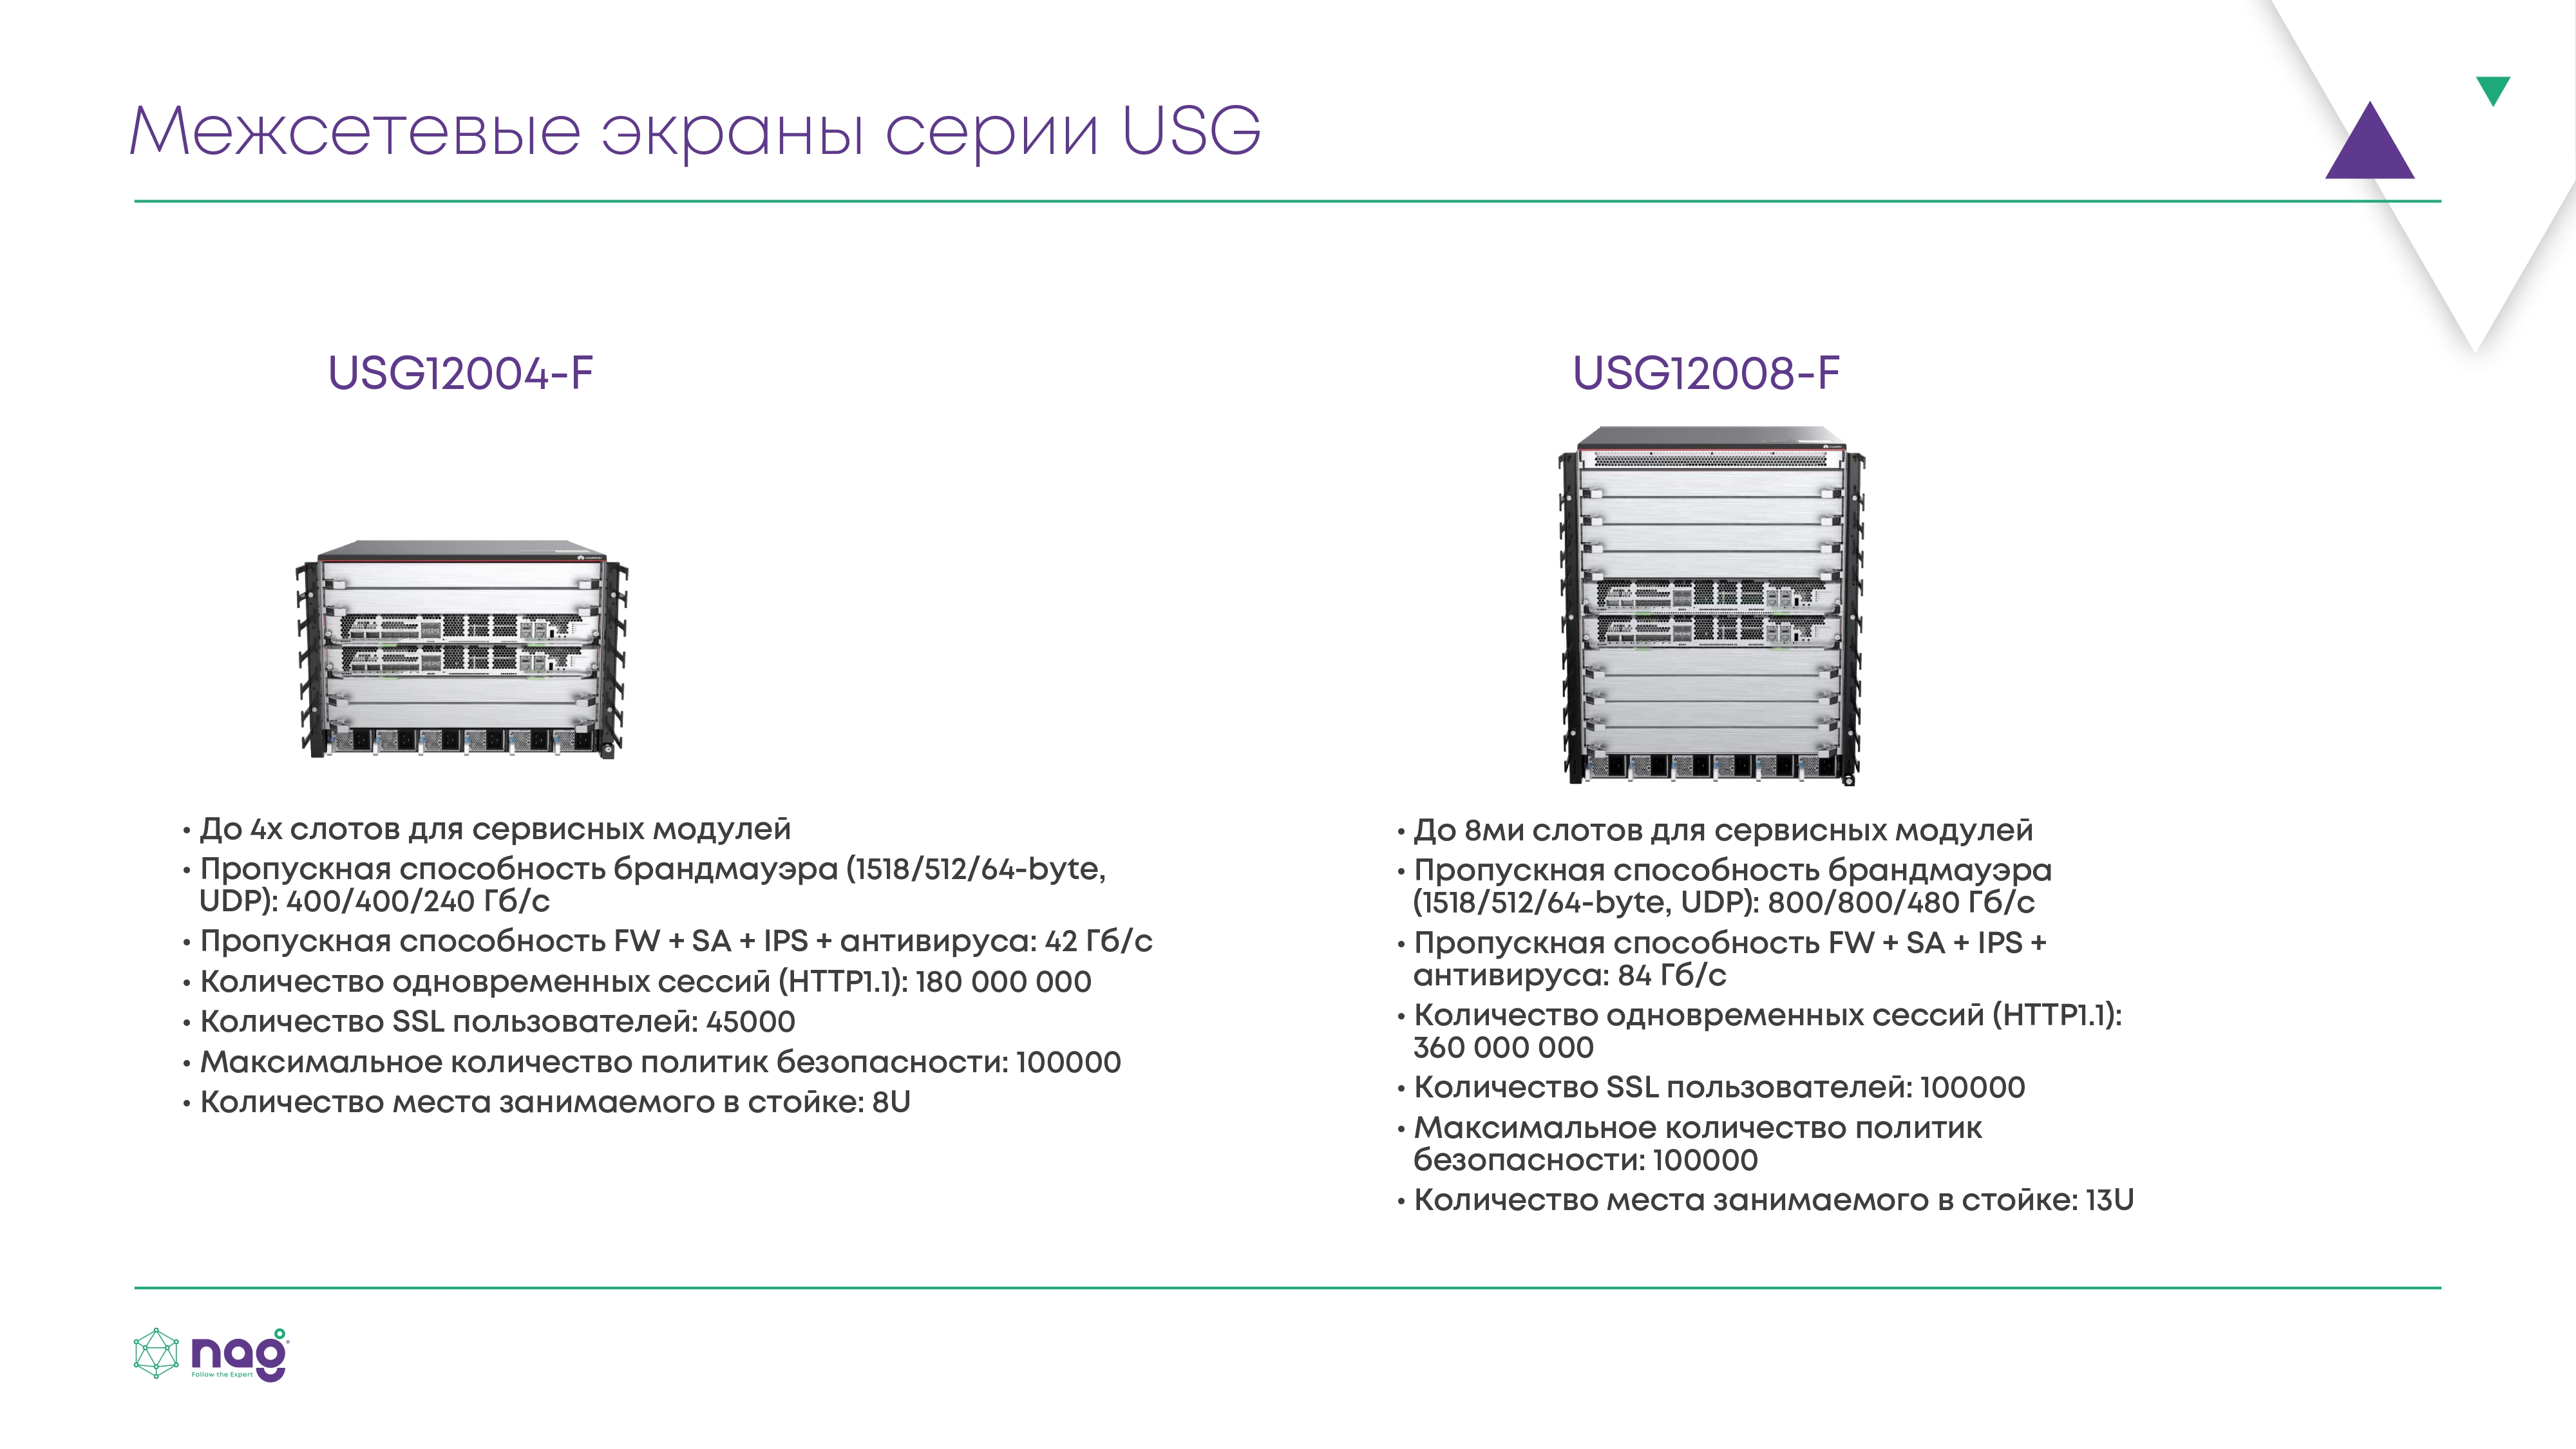 Межсетевые экраны серии USG
USG12004-F
• До 4х слотов для сервисных модулей
• Пропускная способность брандмауэра (1518/512/64-byte,
UDP): 400/400/240 Гб/с
• Пропускная способность FW + SA + IPS + антивируса: 42 Гб/с
• Количество одновременных сессий (HTTP1.1): 180 000 000
• Количество SSL пользователей: 45000
• Максимальное количество политик безопасности: 100000
• Количество места занимаемого в стойке: 8U
USG12008-F
• До 8ми слотов для сервисных модулей
• Пропускная способность брандмауэра
(1518/512/64-byte, UDP): 800/800/480 Гб/с
• Пропускная способность FW + SA + IPS +
антивируса: 84 Гб/с
• Количество одновременных сессий (HTTP1.1):
360 000 000
• Количество SSL пользователей: 100000
• Максимальное количество политик
безопасности: 100000
• Количество места занимаемого в стойке: 13U
nag
Follow the Expert